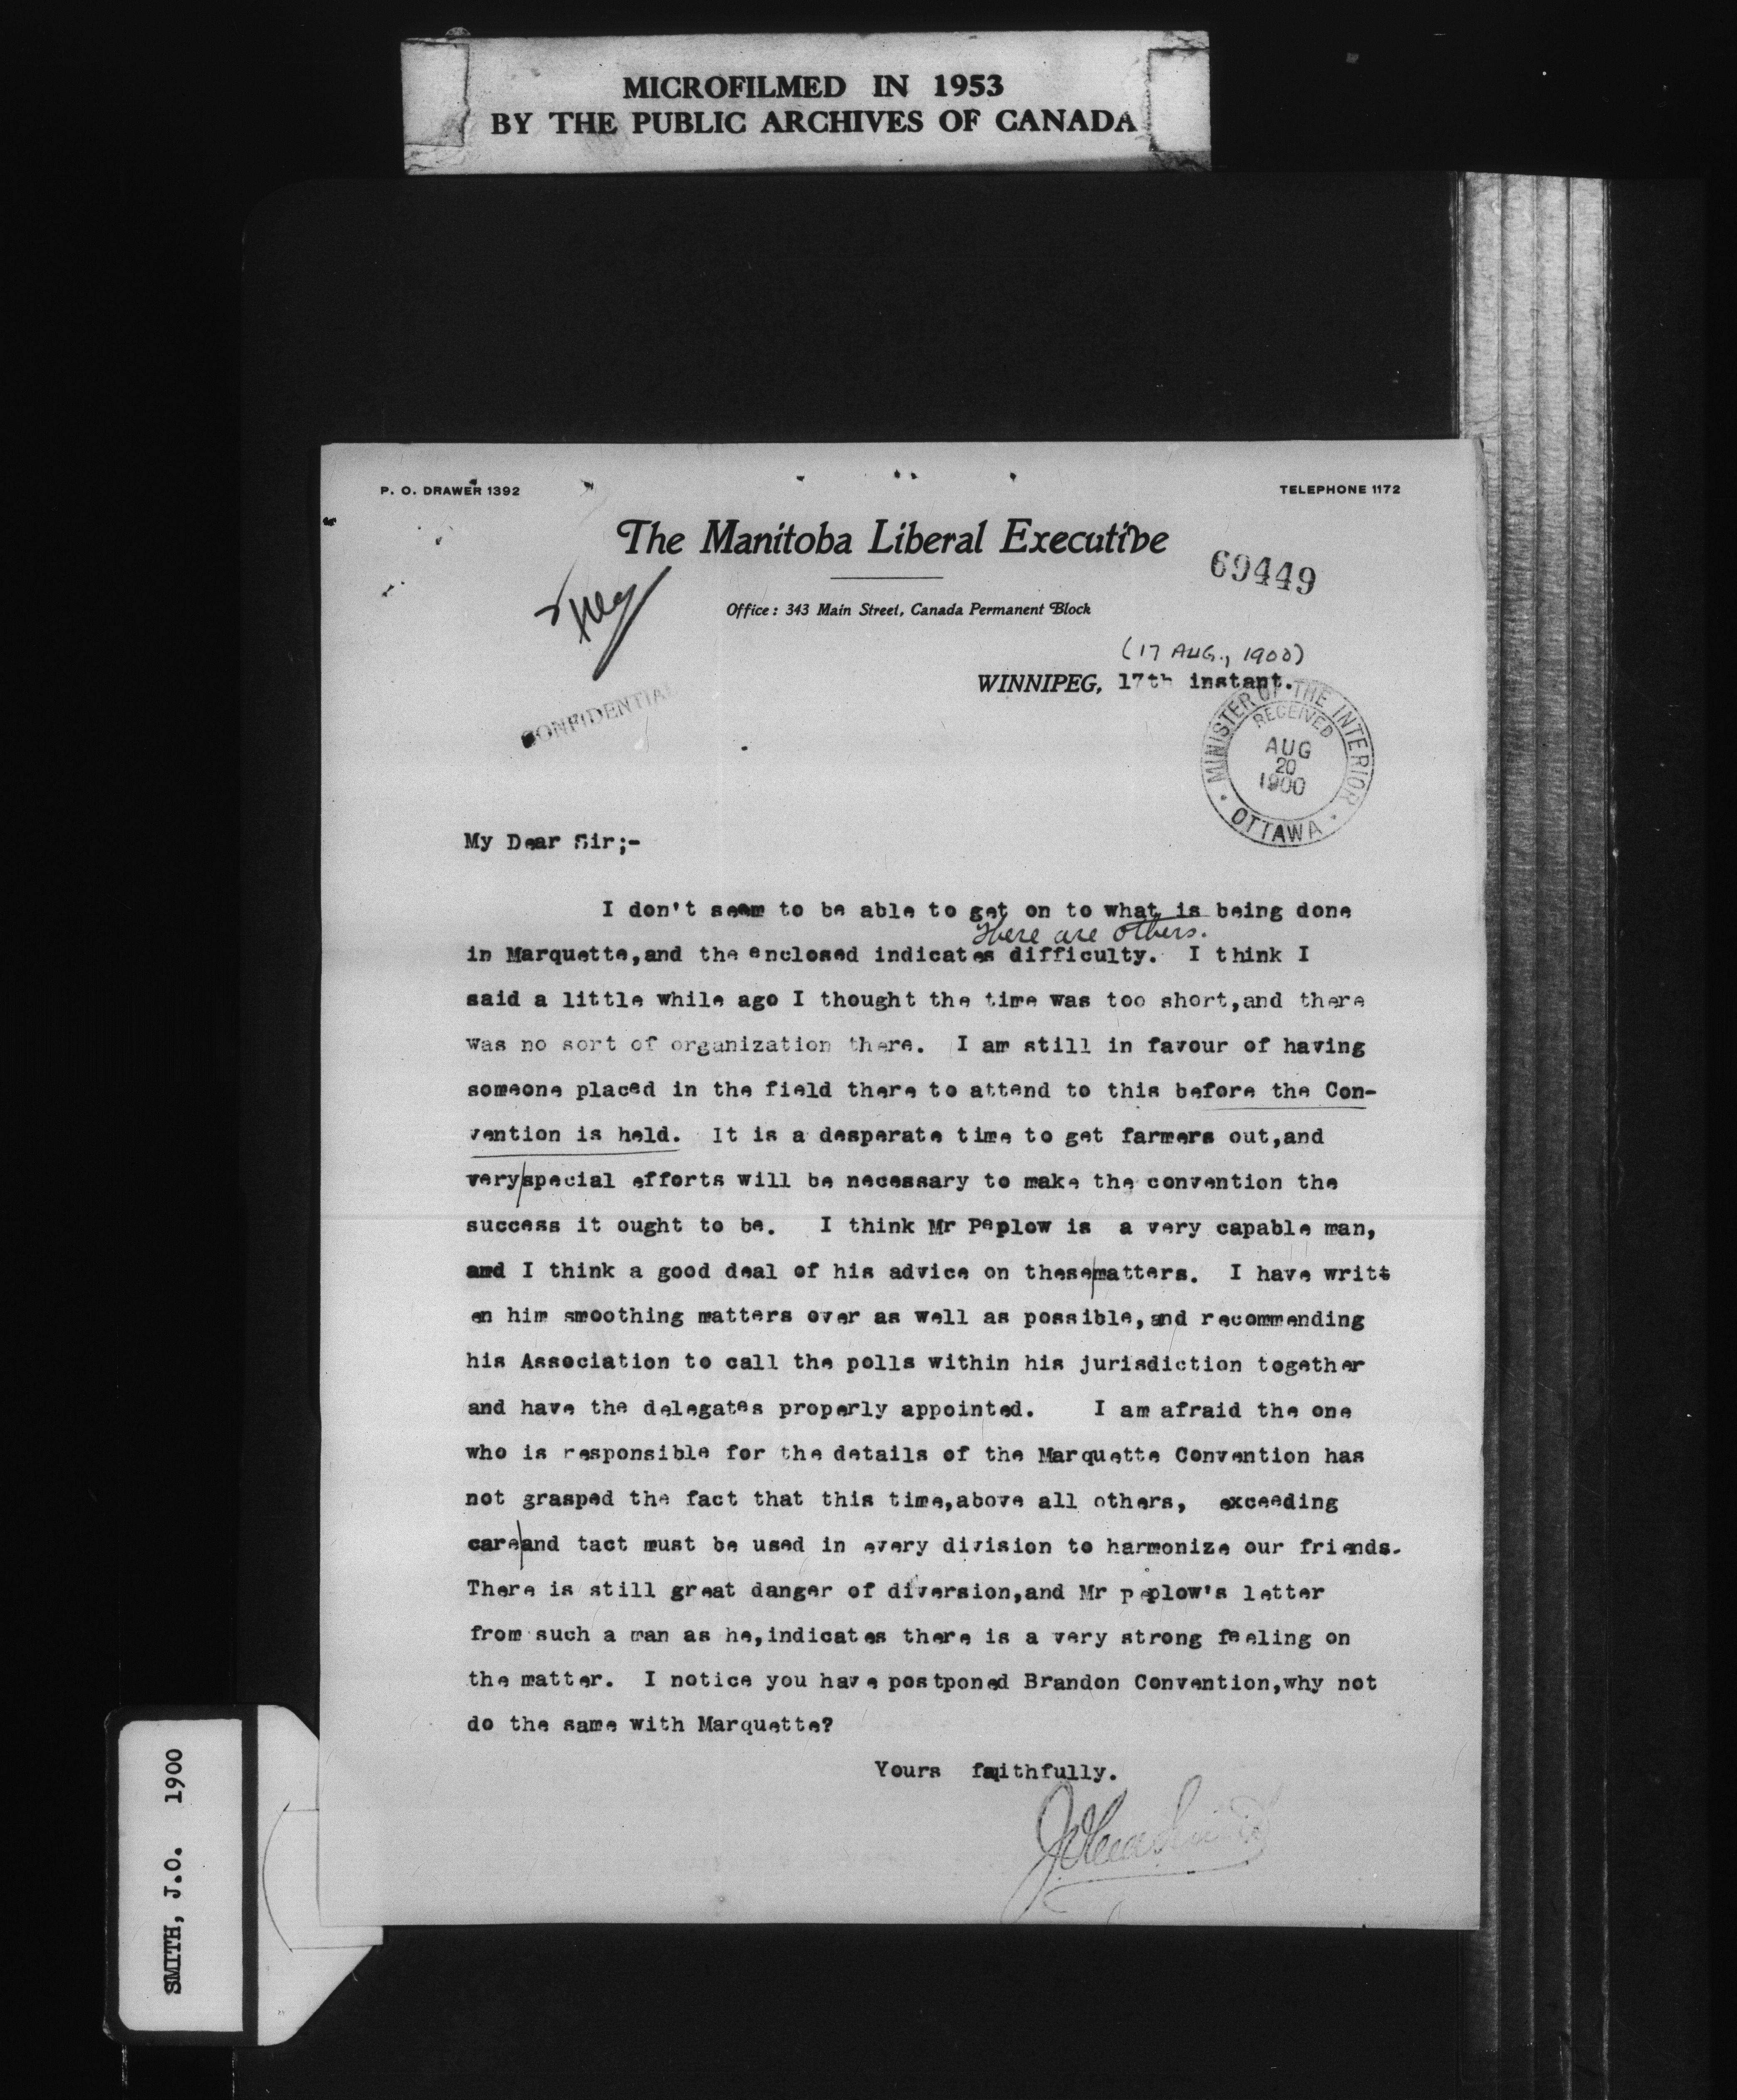 MICROFILMED IN 1953
BY THE PUBLIC ARCHIVES OF CANADA
P. O. DRAWER 1392
TELEPHONE 1172
The Manitoba Liberal Executive
69449
Office: 343 Main Street, Canada Permanent Block
(17 AUG., 1900)
WINNIPEG, 17th instant.
CONFIDENTIAL
MINISTER OF THE INTERIOR
RECEIVED
AUG
20
1900
OTTAWA
My Dear Sir;-
I don't seem to be able to get on to what is being done
There are others.
in Marquette,and the enclosed indicates difficulty. I think I
said a little while ago I thought the time was too short,and there
was no sort of organization there. I am still in favour of having
someone placed in the field there to attend to this before the Con-
vention is held. It is a desperate time to get farmers out,and
very special efforts will be necessary to make the convention the
success it ought to be. I think Mr Peplow is a very capable man,
and I think a good deal of his advice on these matters. I have writt
en him smoothing matters over as well as possible,and recommending
his Association to call the polls within his jurisdiction together
and have the delegates properly appointed. I am afraid the one
who is responsible for the details of the Marquette Convention has
not grasped the fact that this time,above all others, exceeding
care and tact must be used in every division to harmonize our friends.
There is still great danger of diversion,and Mr peplow's letter
from such a man as he,indicates there is a very strong feeling on
the matter. I notice you have postponed Brandon Convention,why not
do the same with Marquette?
Yours faithfully.
SMITH, J.O. 1900